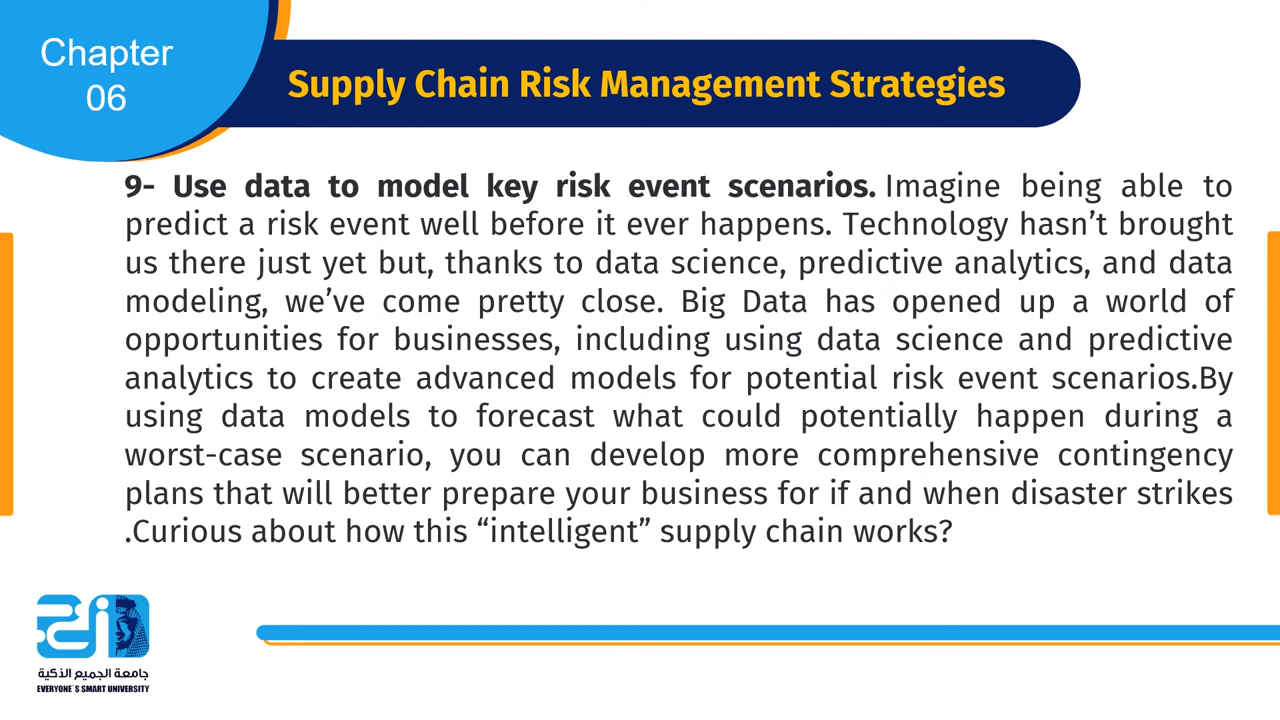 Chapter
06
Supply Chain Risk Management Strategies
9- Use data to model key risk event scenarios. Imagine being able to
predict a risk event well before it ever happens. Technology hasn’t brought
us there just yet but, thanks to data science, predictive analytics, and data
modeling, we’ve come pretty close. Big Data has opened up a world of
opportunities for businesses, including using data science and predictive
analytics to create advanced models for potential risk event scenarios.By
using data models to forecast what could potentially happen during a
worst-case scenario, you can develop more comprehensive contingency
plans that will better prepare your business for if and when disaster strikes
.Curious about how this “intelligent” supply chain works?
جامعة الجميع الذكية
EVERYONE`S SMART UNIVERSITY